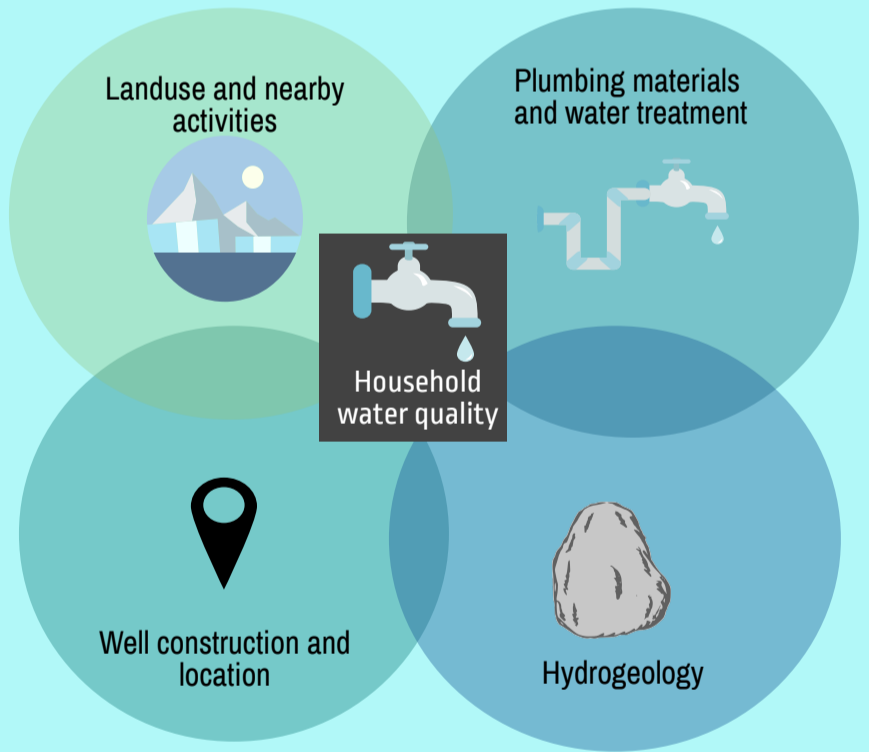 Landuse and nearby
activities
Plumbing materials
and water treatment
Household
water quality
Well construction and
location
Hydrogeology